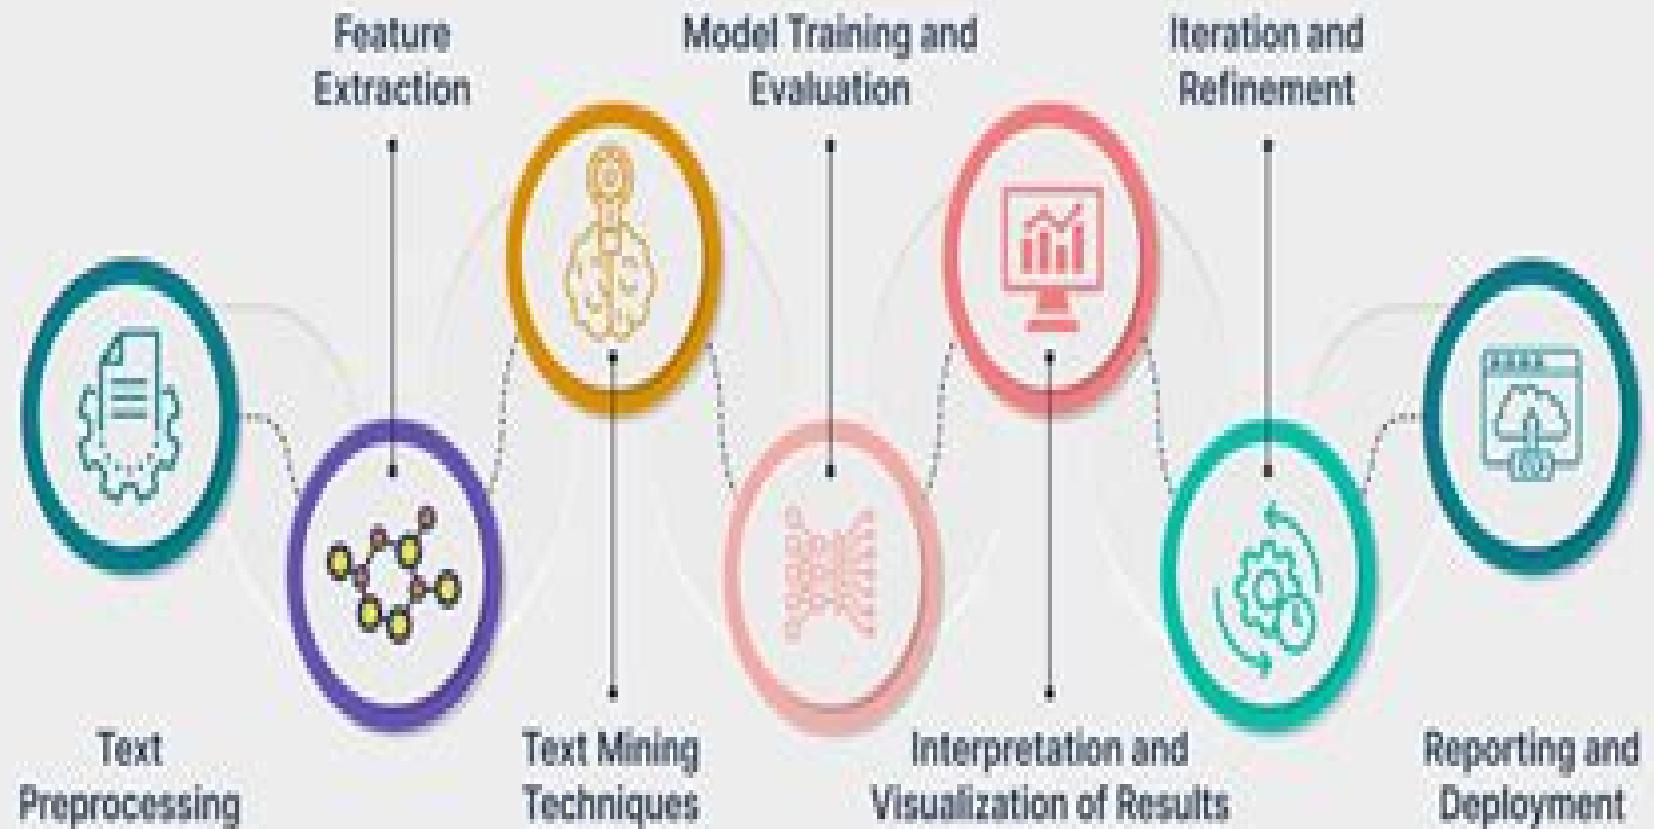 Feature
Extraction
Model Training and
Evaluation
Iteration and
Refinement
Text
Preprocessing
Text Mining
Techniques
Interpretation and
Visualization of Results
Reporting and
Deployment